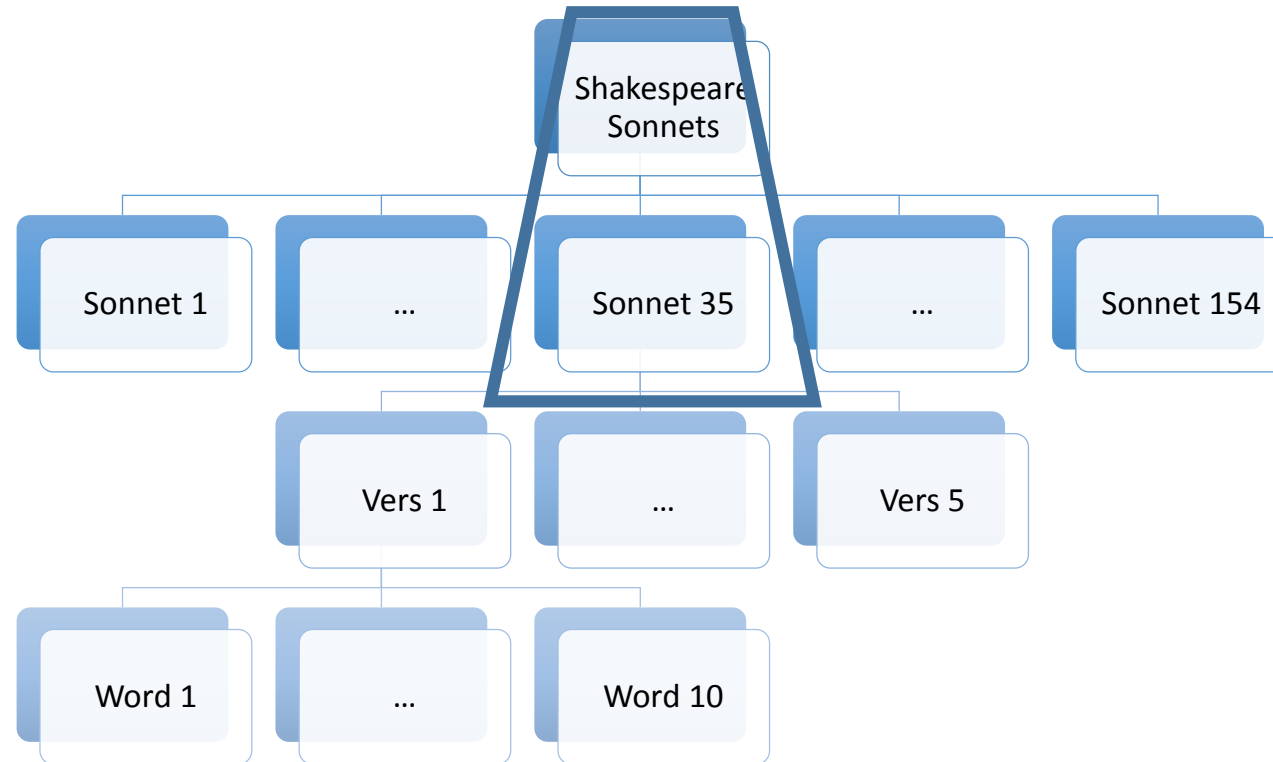 Shakespeare
Sonnets
Sonnet 1
...
Sonnet 35
...
Sonnet 154
Vers 1
...
Vers 5
Word 1
...
Word 10